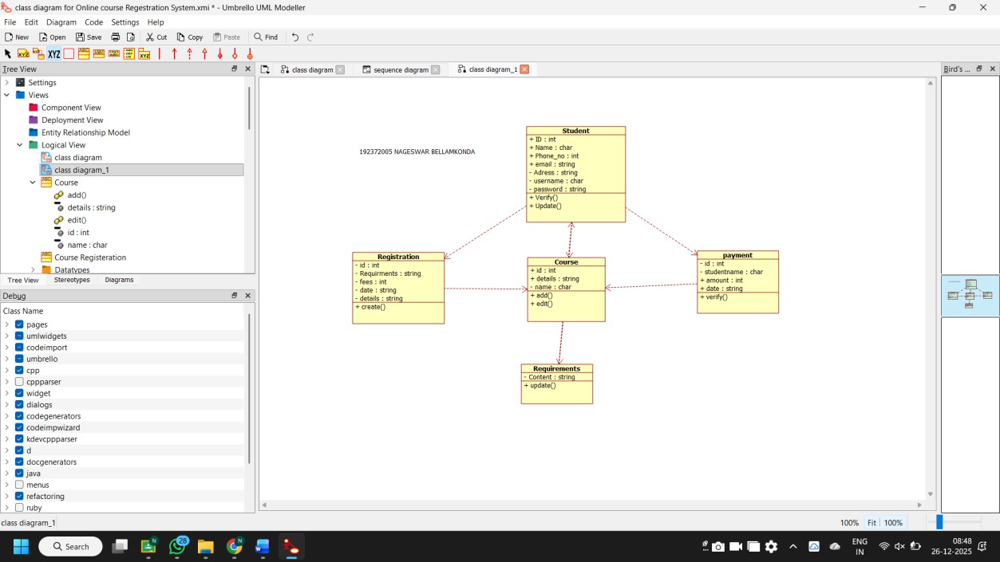 class diagram for Online course Regestration System.xmi * - Umbrello UML Modeller
File Edit Diagram Code Settings Help
New Open Save Cut Copy Paste Find
XYZ
Tree View
class diagram sequence diagram class diagram_1
Bird's ...
Settings
Views
Component View
Deployment View
Entity Relationship Model
Logical View
class diagram
class diagram_1
Course
add()
details : string
edit()
id : int
name : char
Course Registeration
Datatypes
Tree View Stereotypes Diagrams
Debug
Class Name
pages
umlwidgets
codeimport
umbrello
cpp
cppparser
widget
dialogs
codegenerators
codeimpwizard
kdevcppparser
d
docgenerators
java
menus
refactoring
ruby
192372005 NAGESWAR BELLAMKONDA
Student
+ ID : int
+ Name : char
+ Phone_no : int
+ email : string
- Adress : string
- username : char
- password : string
+ Verify()
+ Update()
Registration
- id : int
- Requirments : string
- fees : int
- date : string
- details : string
+ create()
Course
+ id : int
+ details : string
- name : char
+ add()
+ edit()
payment
- id : int
- studentname : char
+ amount : int
+ date : string
+ verify()
Requirements
- Content : string
+ update()
class diagram_1
100% Fit 100%
Search
N
28
N
ENG
IN
08:48
26-12-2025